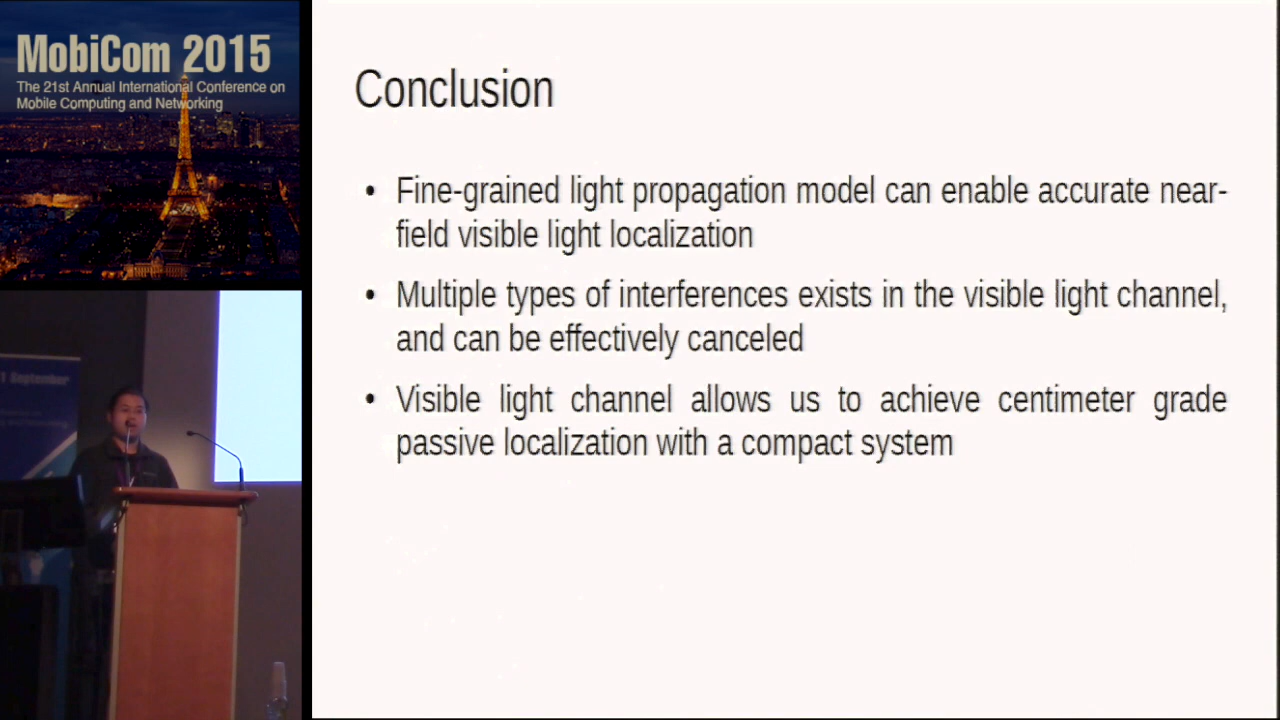 MobiCom 2015
The 21st Annual International Conference on
Mobile Computing and Networking
1 September
Conclusion
• Fine-grained light propagation model can enable accurate near-
field visible light localization
• Multiple types of interferences exists in the visible light channel,
and can be effectively canceled
• Visible light channel allows us to achieve centimeter grade
passive localization with a compact system